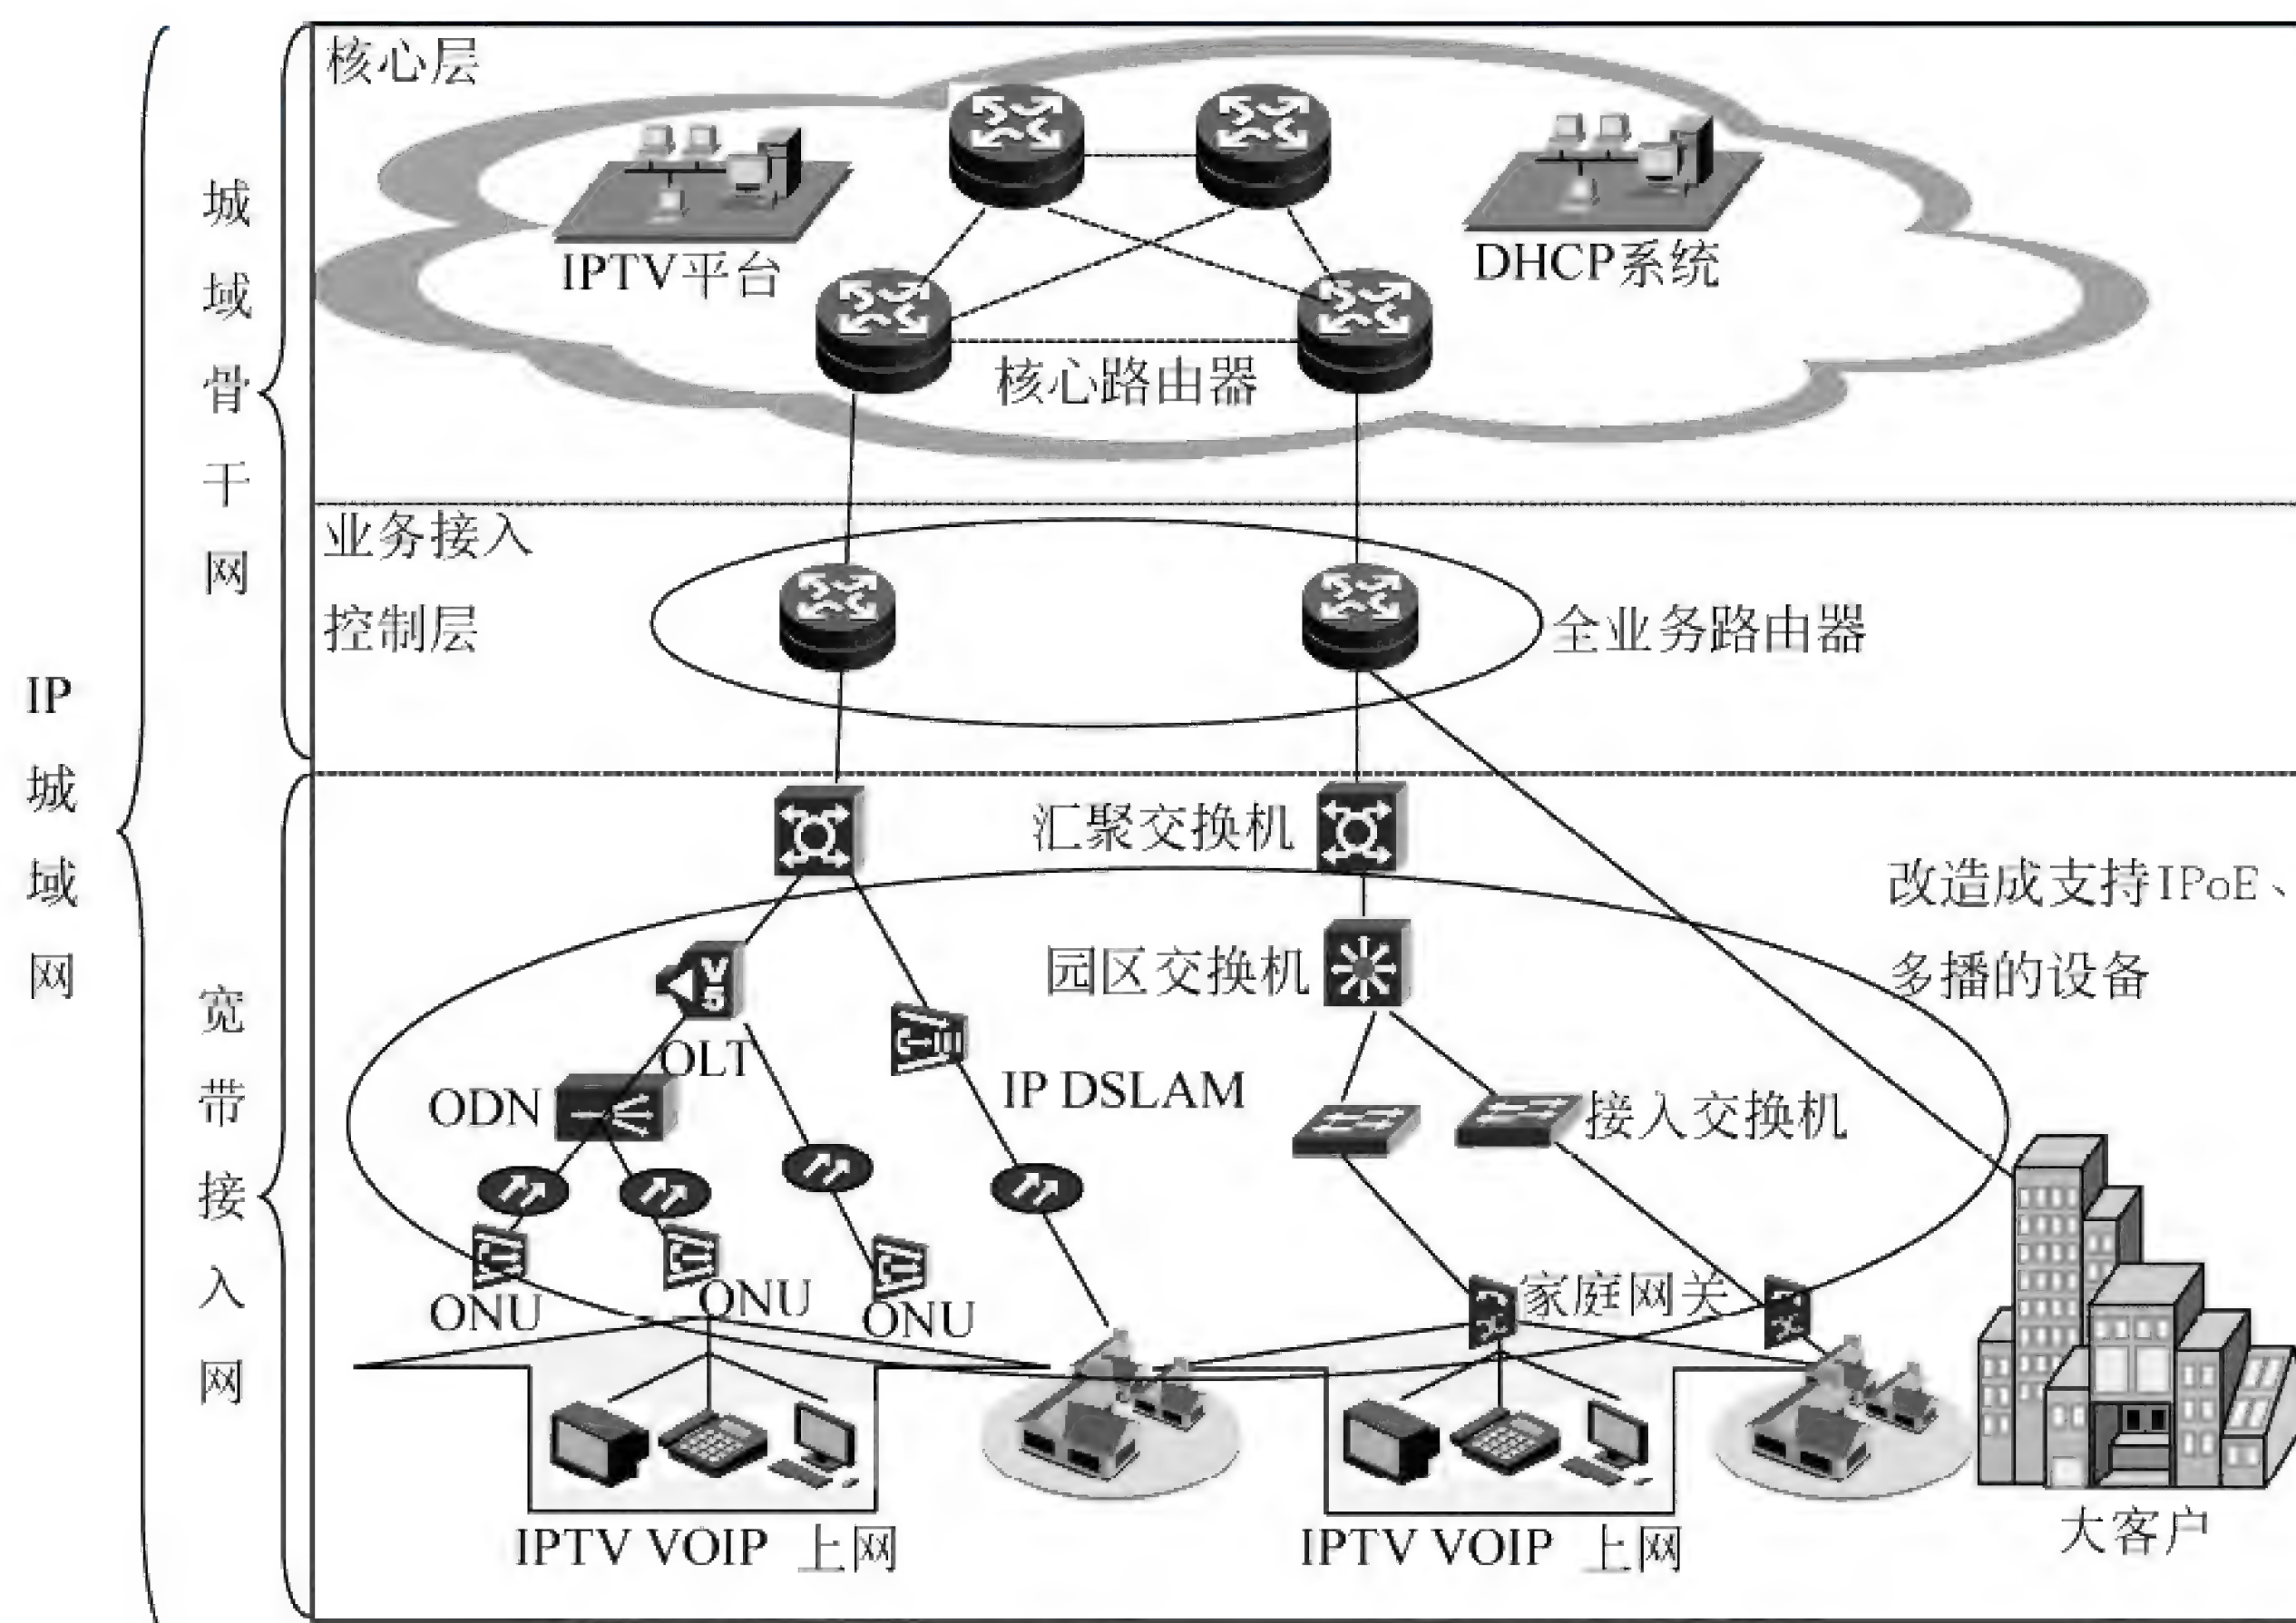 核心层
IPTV平台
DHCP系统
核心路由器
城域骨干网
业务接入
控制层
全业务路由器
IP城域网
汇聚交换机
改造成支持IPoE、
多播的设备
园区交换机
宽带接入网
OLT
ODN
IP DSLAM
接入交换机
ONU
ONU
ONU
家庭网关
IPTV VOIP 上网
IPTV VOIP 上网
大客户